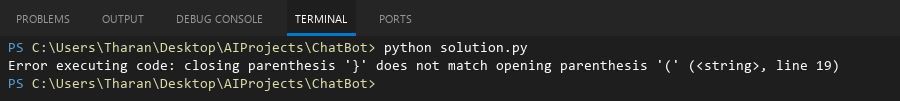 PROBLEMS OUTPUT DEBUG CONSOLE TERMINAL PORTS
PS C:\Users\Tharan\Desktop\AIProjects\ChatBot> python solution.py
Error executing code: closing parenthesis '}' does not match opening parenthesis '(' (<string>, line 19)
PS C:\Users\Tharan\Desktop\AIProjects\ChatBot>